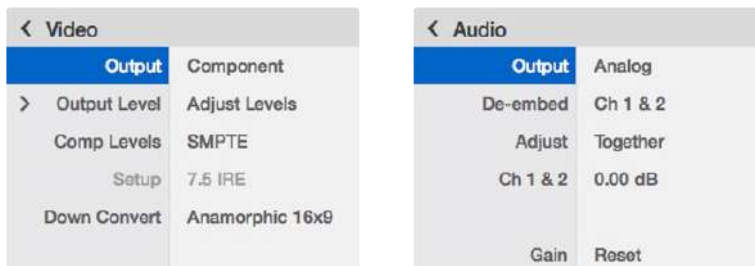 Video
Output Component
Output Level Adjust Levels
Comp Levels SMPTE
Setup 7.5 IRE
Down Convert Anamorphic 16x9
Audio
Output Analog
De-embed Ch 1 & 2
Adjust Together
Ch 1 & 2 0.00 dB
Gain Reset